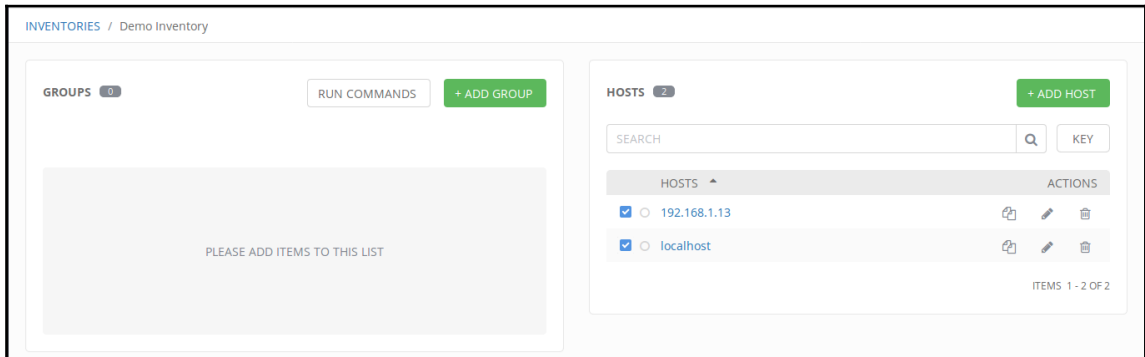 INVENTORIES / Demo Inventory
GROUPS 0
RUN COMMANDS
+ ADD GROUP
PLEASE ADD ITEMS TO THIS LIST
HOSTS 2
+ ADD HOST
SEARCH
KEY
HOSTS ACTIONS
192.168.1.13
localhost
ITEMS 1 - 2 OF 2